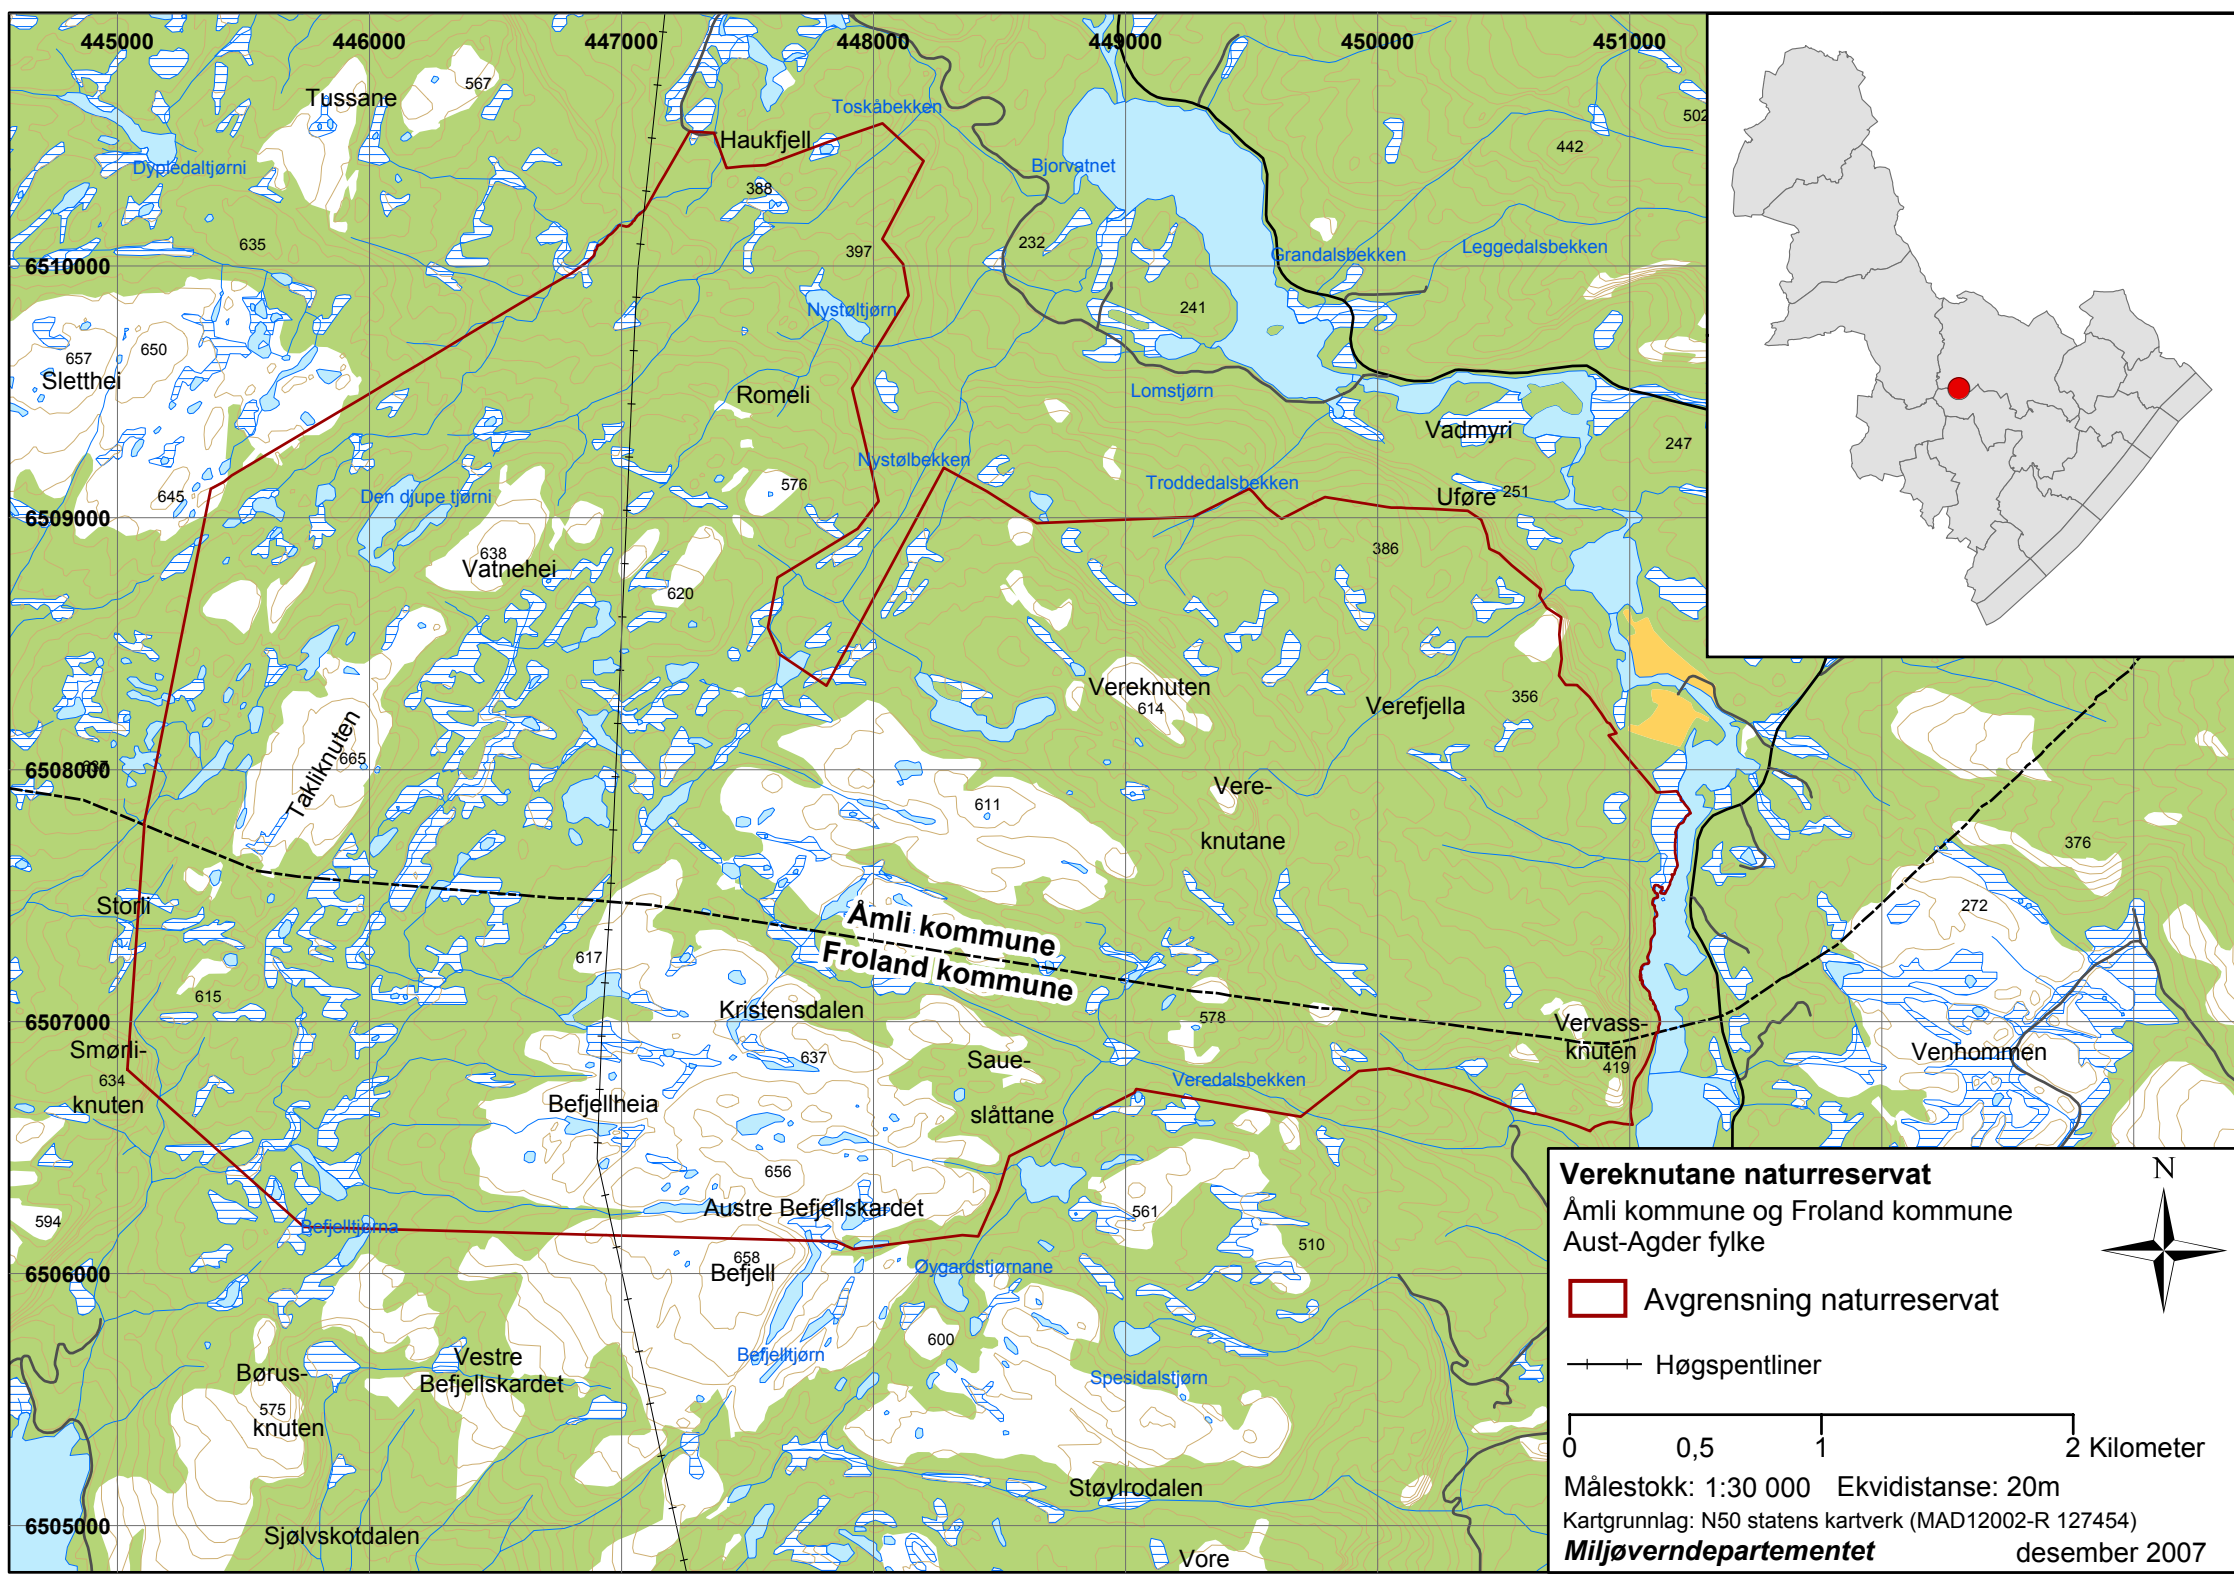 445000 446000 447000 448000 449000 450000 451000
567
Tussane
Toskåbekken
502
Haukfjell
442
Dypledaltjørni
Bjorvatnet
388
635
397
232
Grandalsbekken
Leggedalsbekken
6510000
Nystøltjørn
241
657
650
Sletthei
Romeli
Lomstjørn
Vadmyri
247
Nystølbekken
645
Den djupe tjørni
576
Troddedalsbekken
Uføre
251
6509000
638
Vatnehei
386
620
Vereknuten
614
Verefjella
356
Takliknuten
665
6508000
Vere-
knutane
611
376
Storli
272
Åmli kommune
Froland kommune
617
615
Kristensdalen
578
6507000
Vervass-
knuten
419
Smørli-
634
knuten
637
Saue-
slåttane
Venhommen
Veredalsbekken
Befjellheia
656
Austre Befjellskardet
594
Befjelltjørna
561
510
658
Befjell
Øygardstjørnane
6506000
600
Vestre
Befjellskardet
Befjelltjørn
Børus-
575
knuten
Spesidalstjørn
Støylrodalen
6505000
Sjølvskotdalen
Vore
Vereknutane naturreservat
N
Åmli kommune og Froland kommune
Aust-Agder fylke
Avgrensning naturreservat
Høgspentliner
0 0,5 1 2 Kilometer
Målestokk: 1:30 000 Ekvidistanse: 20m
Kartgrunnlag: N50 statens kartverk (MAD12002-R 127454)
Miljøverndepartementet desember 2007